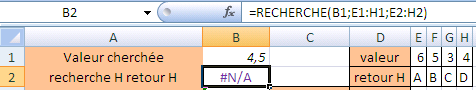 B2 fx =RECHERCHE(B1;E1:H1;E2:H2)
A B C D E F G H
1 Valeur cherchée 4,5 valeur 6 5 3 4
2 recherche H retour H #N/A retour H A B C D